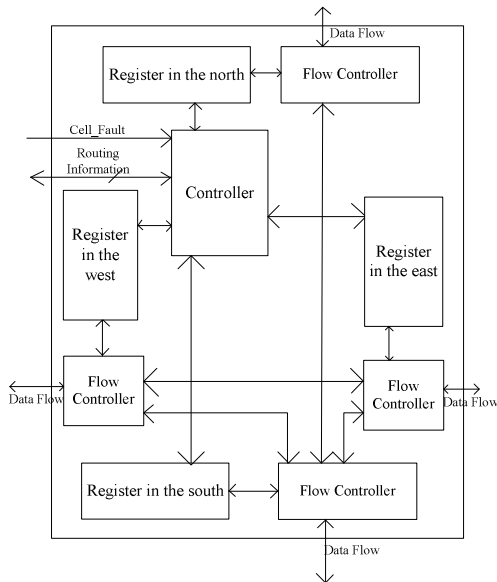 Data Flow
Register in the north
Flow Controller
Cell_Fault
Routing
Information
Controller
Register
in the
west
Register
in the east
Flow
Controller
Data Flow
Flow
Controller
Data Flow
Register in the south
Flow Controller
Data Flow